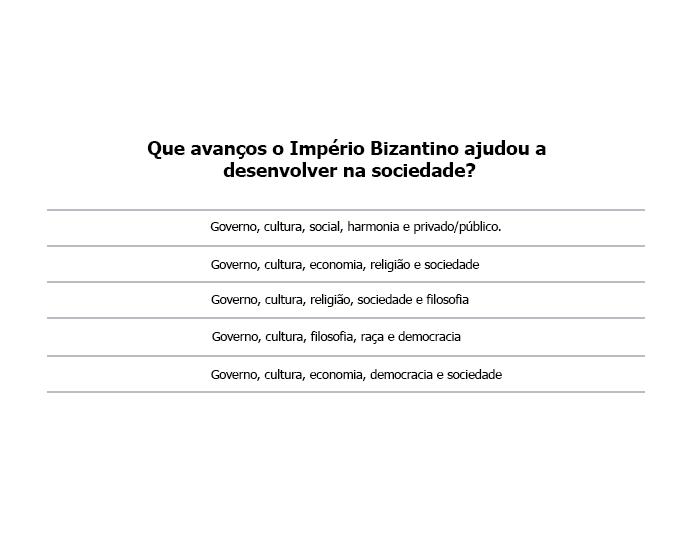 Que avanços o Império Bizantino ajudou a
desenvolver na sociedade?
Governo, cultura, social, harmonia e privado/público.
Governo, cultura, economia, religião e sociedade
Governo, cultura, religião, sociedade e filosofia
Governo, cultura, filosofia, raça e democracia
Governo, cultura, economia, democracia e sociedade